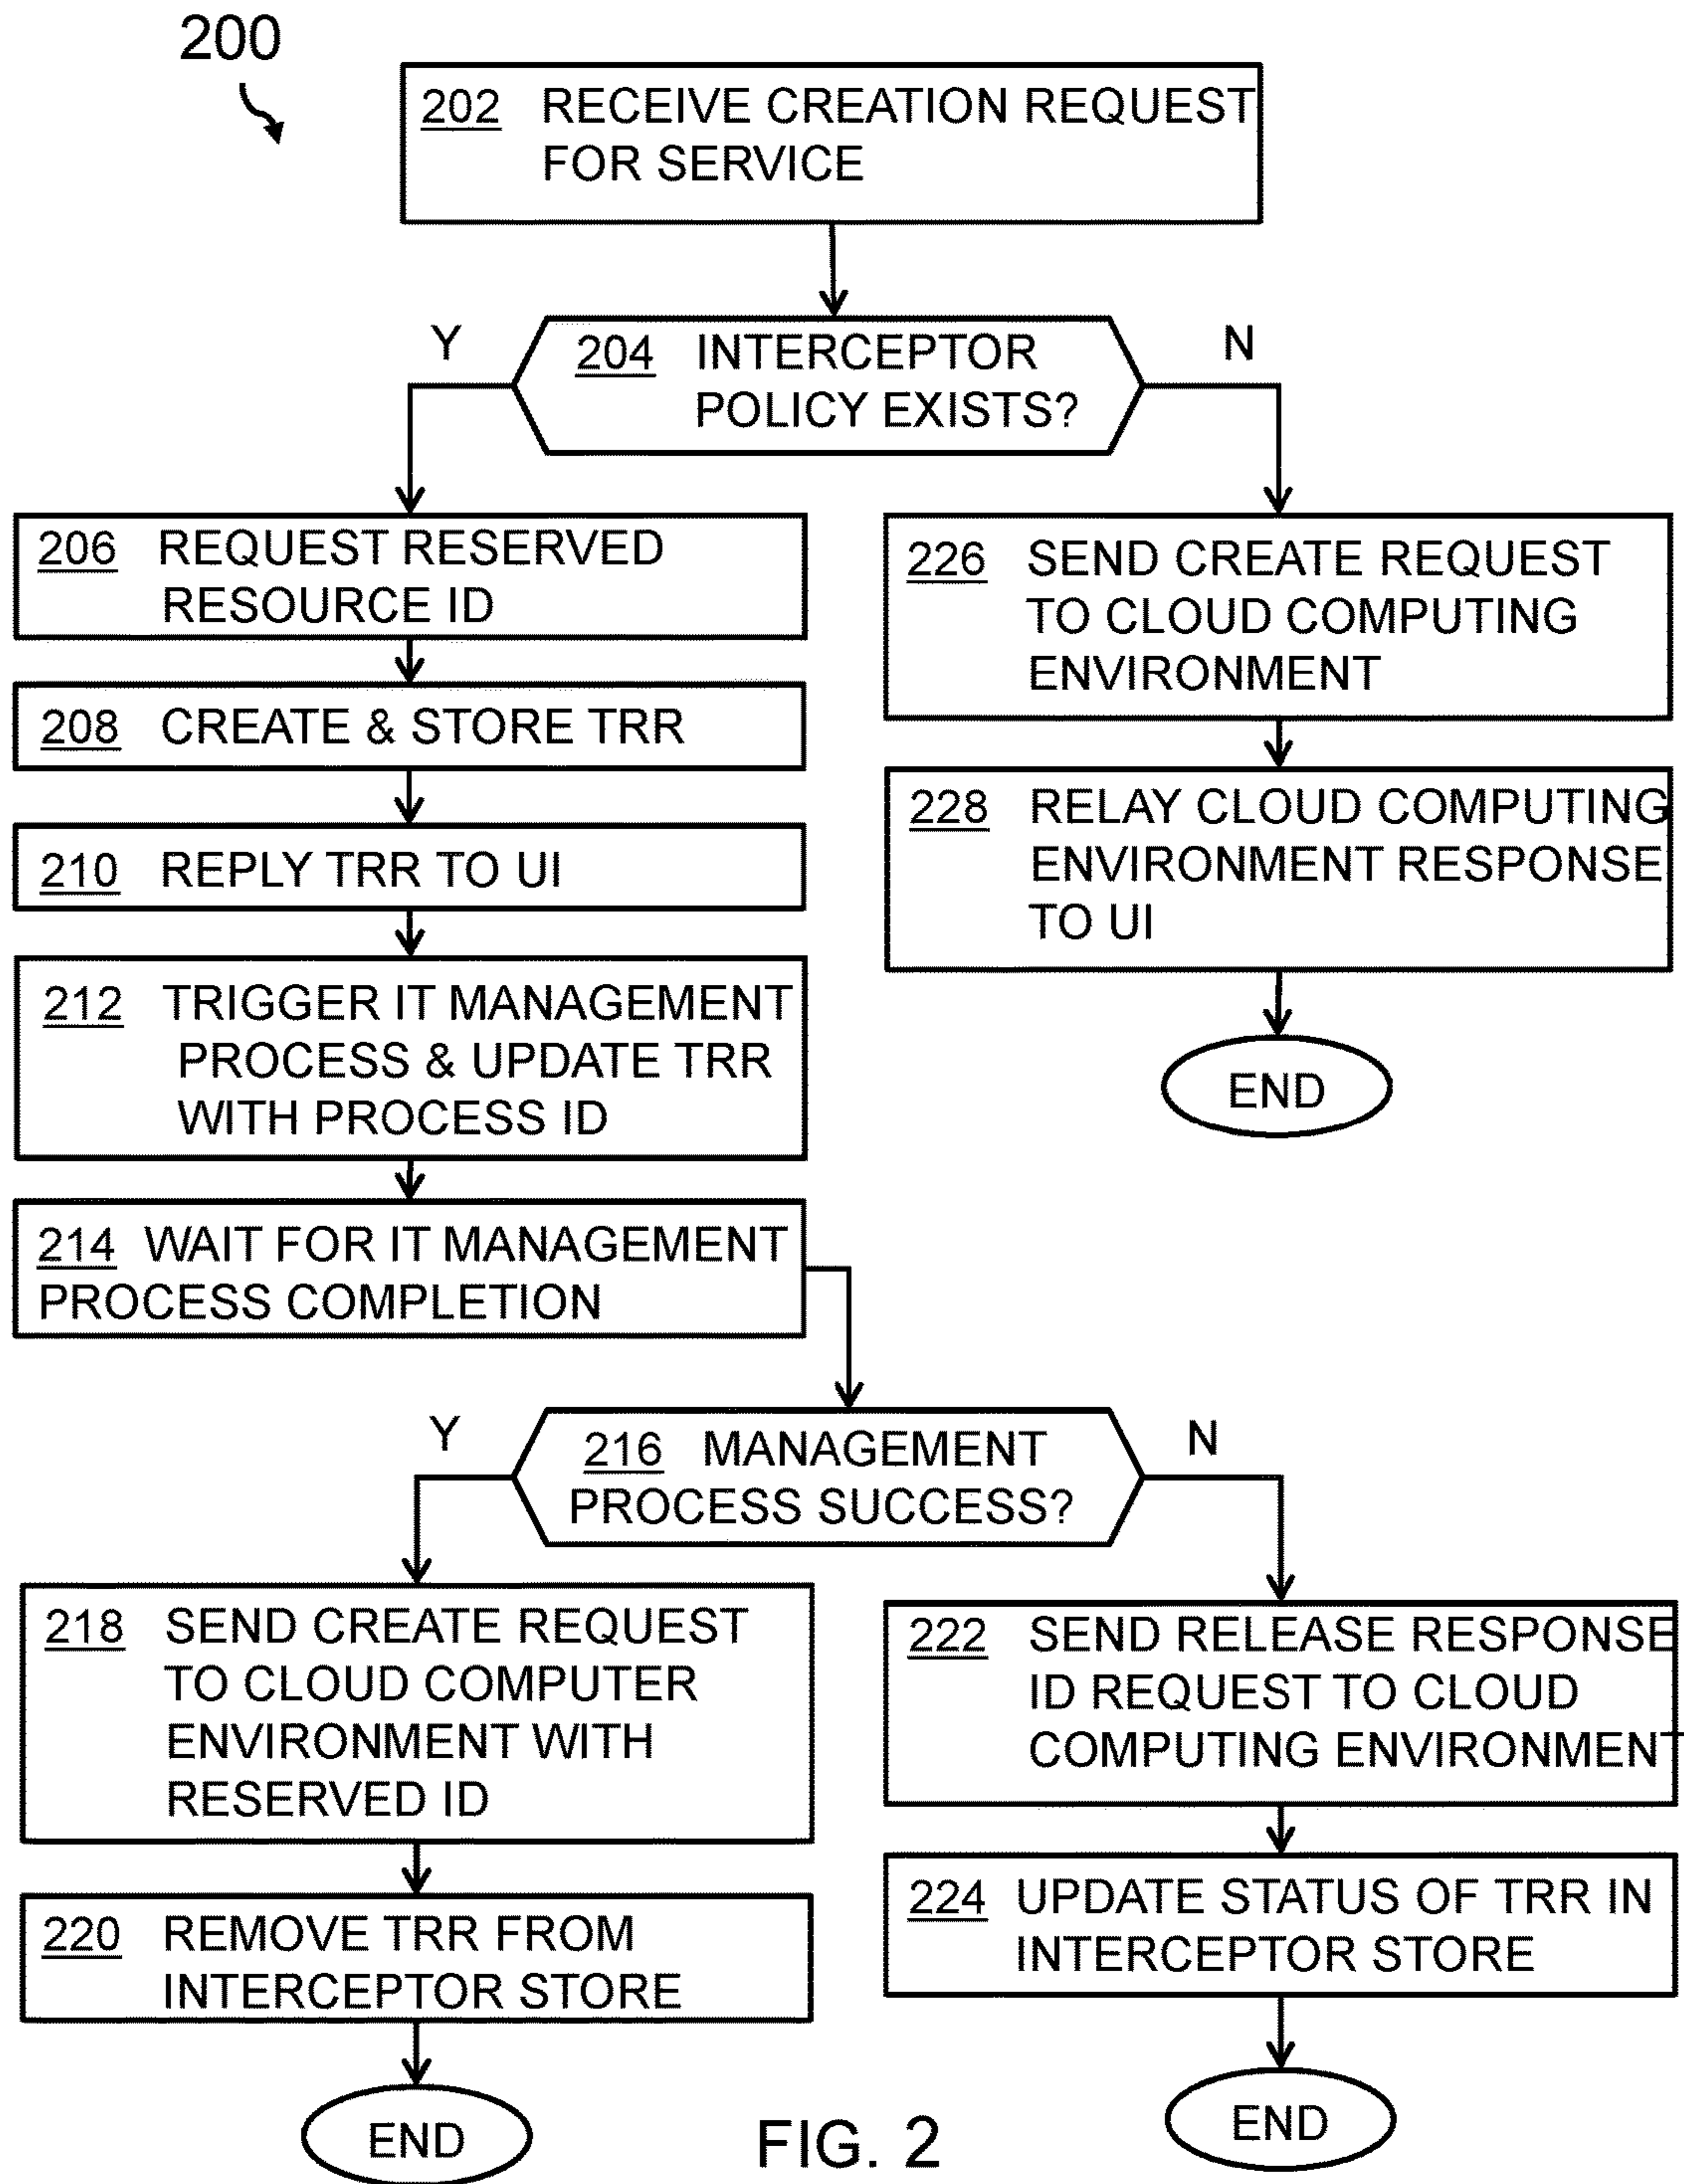 200
202 RECEIVE CREATION REQUEST
FOR SERVICE
Y
204 INTERCEPTOR
POLICY EXISTS?
N
206 REQUEST RESERVED
RESOURCE ID
208 CREATE & STORE TRR
210 REPLY TRR TO UI
212 TRIGGER IT MANAGEMENT
PROCESS & UPDATE TRR
WITH PROCESS ID
214 WAIT FOR IT MANAGEMENT
PROCESS COMPLETION
226 SEND CREATE REQUEST
TO CLOUD COMPUTING
ENVIRONMENT
228 RELAY CLOUD COMPUTING
ENVIRONMENT RESPONSE
TO UI
END
Y
216 MANAGEMENT
PROCESS SUCCESS?
N
218 SEND CREATE REQUEST
TO CLOUD COMPUTER
ENVIRONMENT WITH
RESERVED ID
220 REMOVE TRR FROM
INTERCEPTOR STORE
END
222 SEND RELEASE RESPONSE
ID REQUEST TO CLOUD
COMPUTING ENVIRONMENT
224 UPDATE STATUS OF TRR IN
INTERCEPTOR STORE
END
FIG. 2